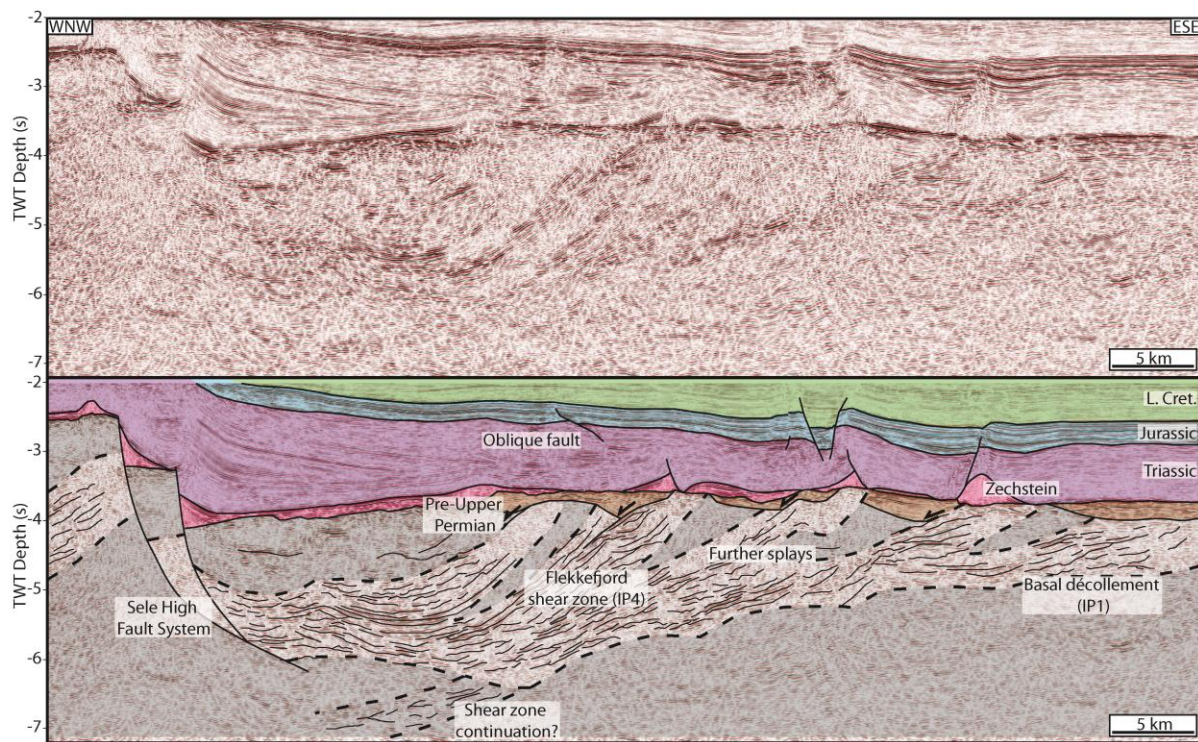 WNW
ESE
-2
-3
-4
-5
-6
-7
TWT Depth (s)
5 km
-2
-3
-4
-5
-6
-7
TWT Depth (s)
L. Cret.
Jurassic
Oblique fault
Triassic
Zechstein
Pre-Upper
Permian
Further splays
Flekkefjord
shear zone (IP4)
Basal décollement
(IP1)
Sele High
Fault System
Shear zone
continuation?
5 km